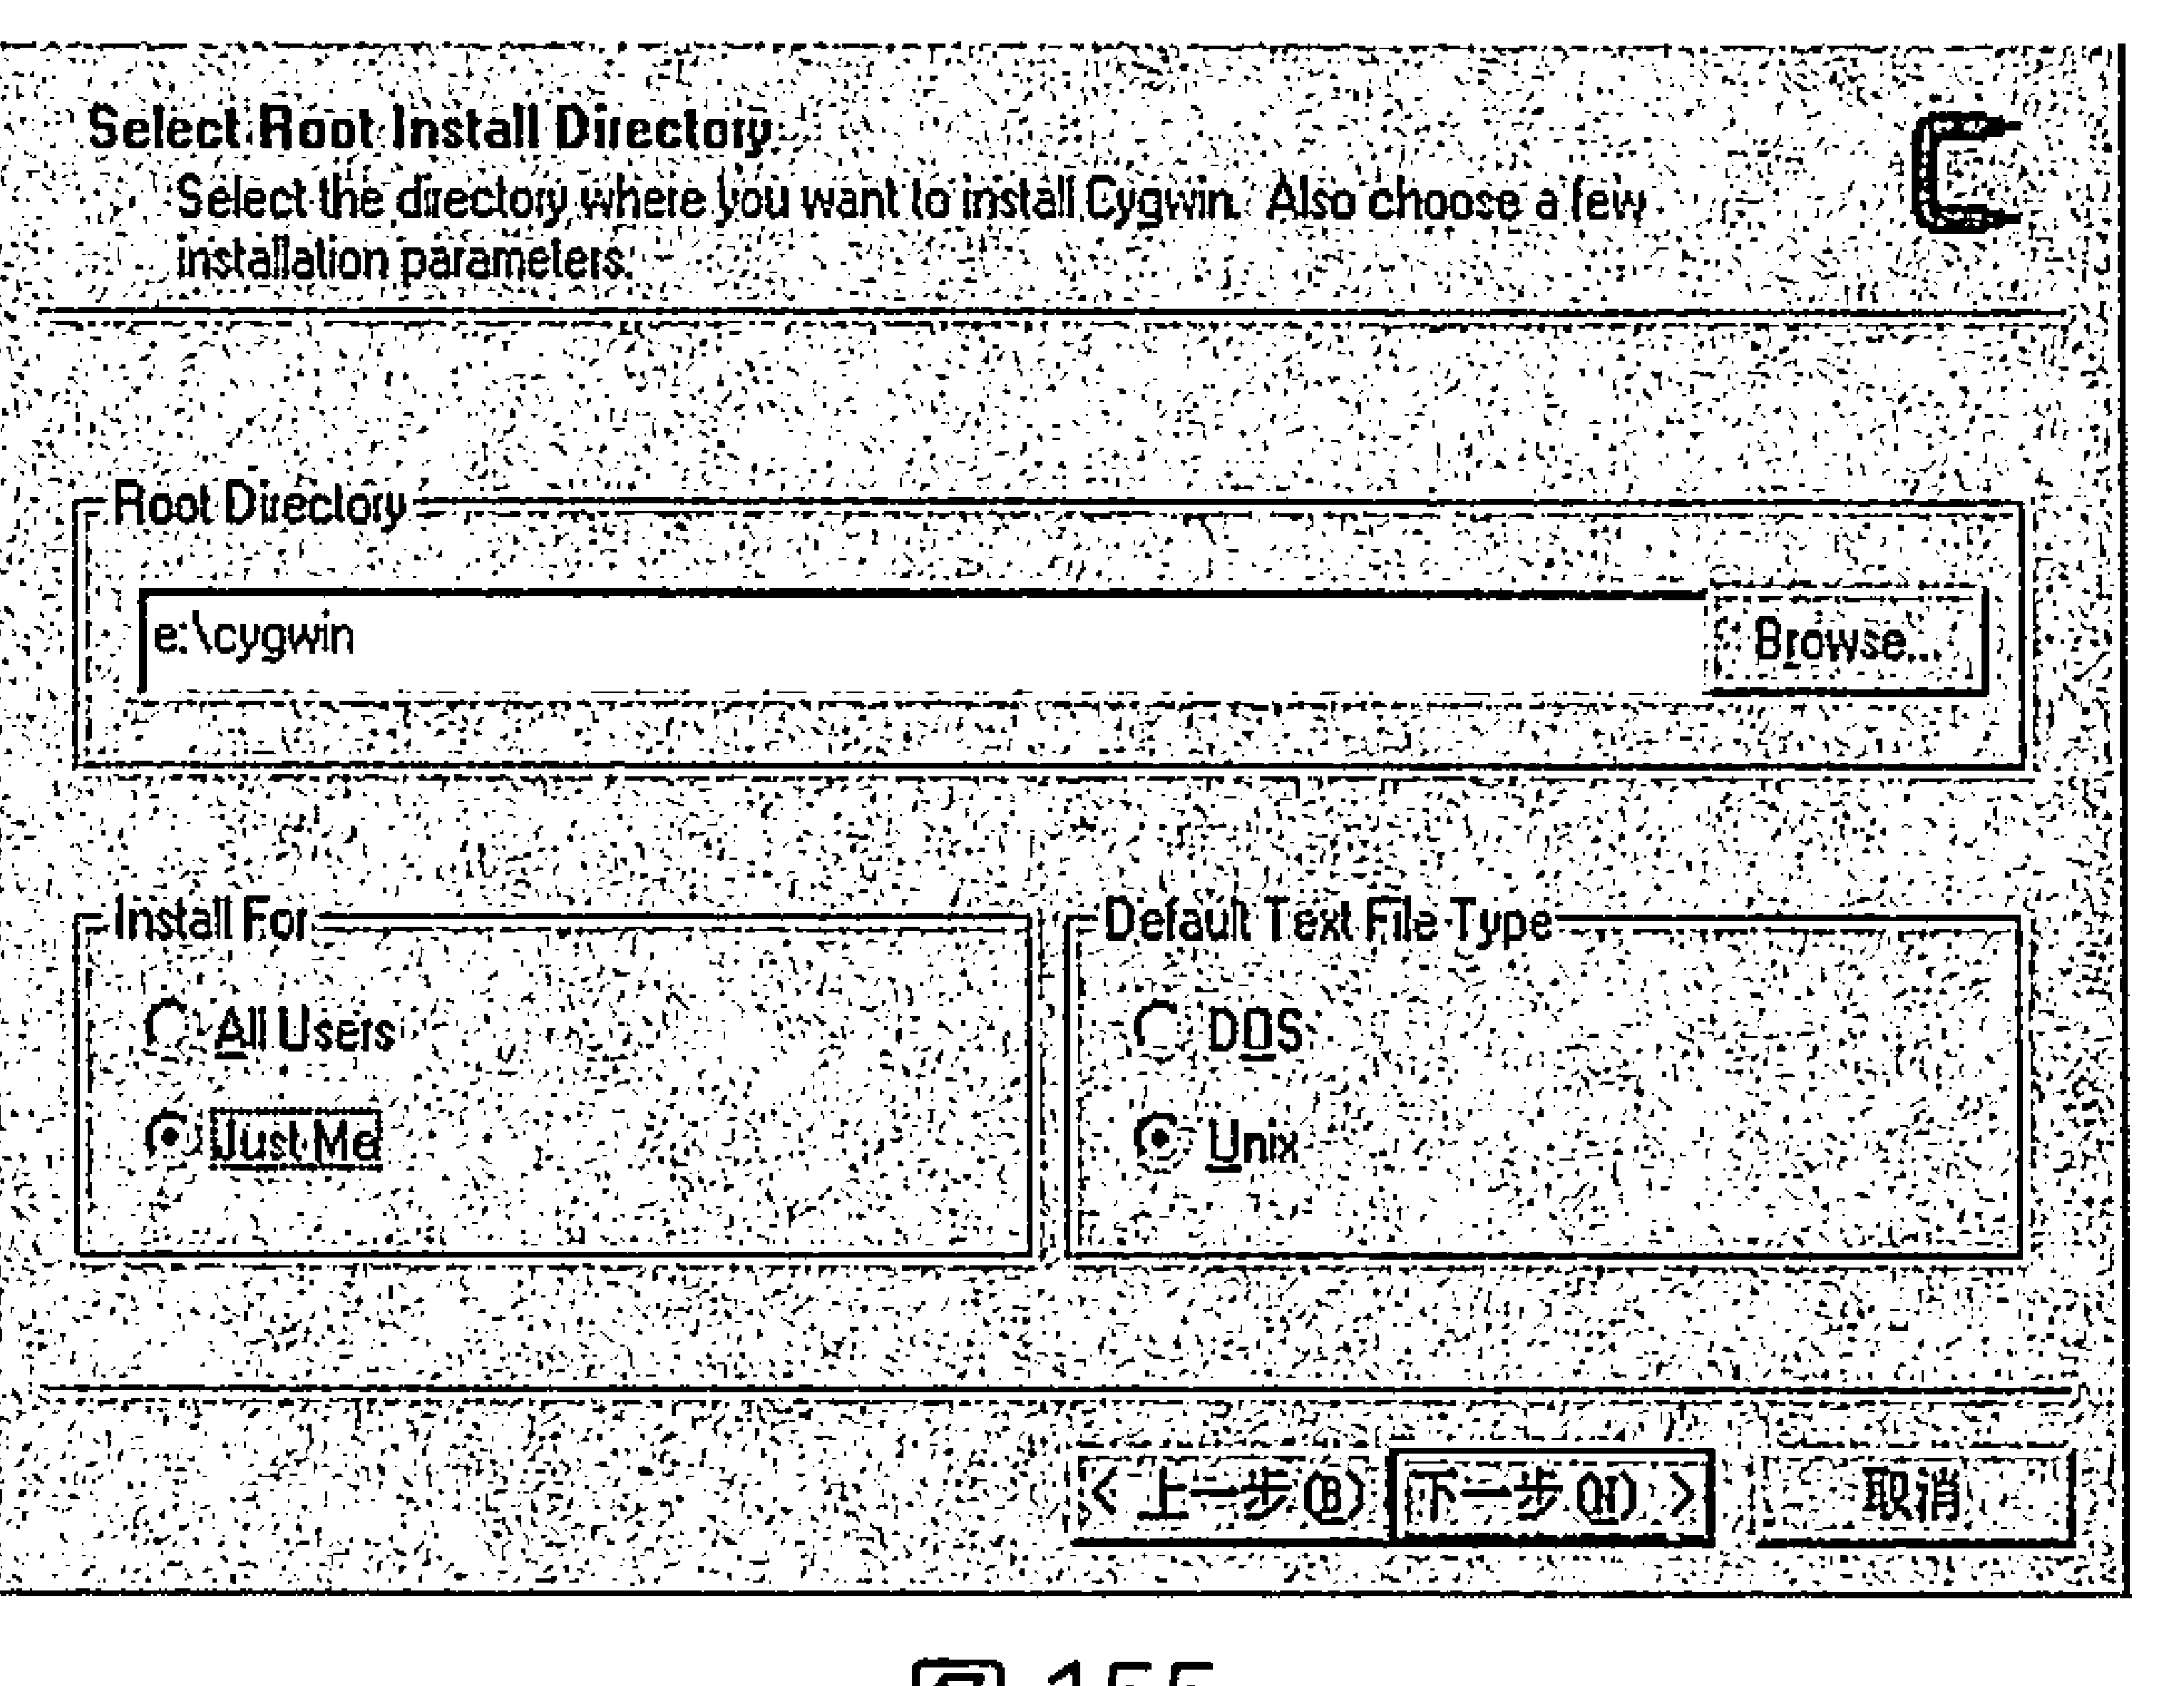 Select Root Install Directory
Select the directory where you want to install Cygwin. Also choose a few
installation parameters.
Root Directory
e:\cygwin
Browse...
Install For
Default Text File Type
All Users
DOS
Just Me
Unix
< 上一步(B)
下一步(N) >
取消